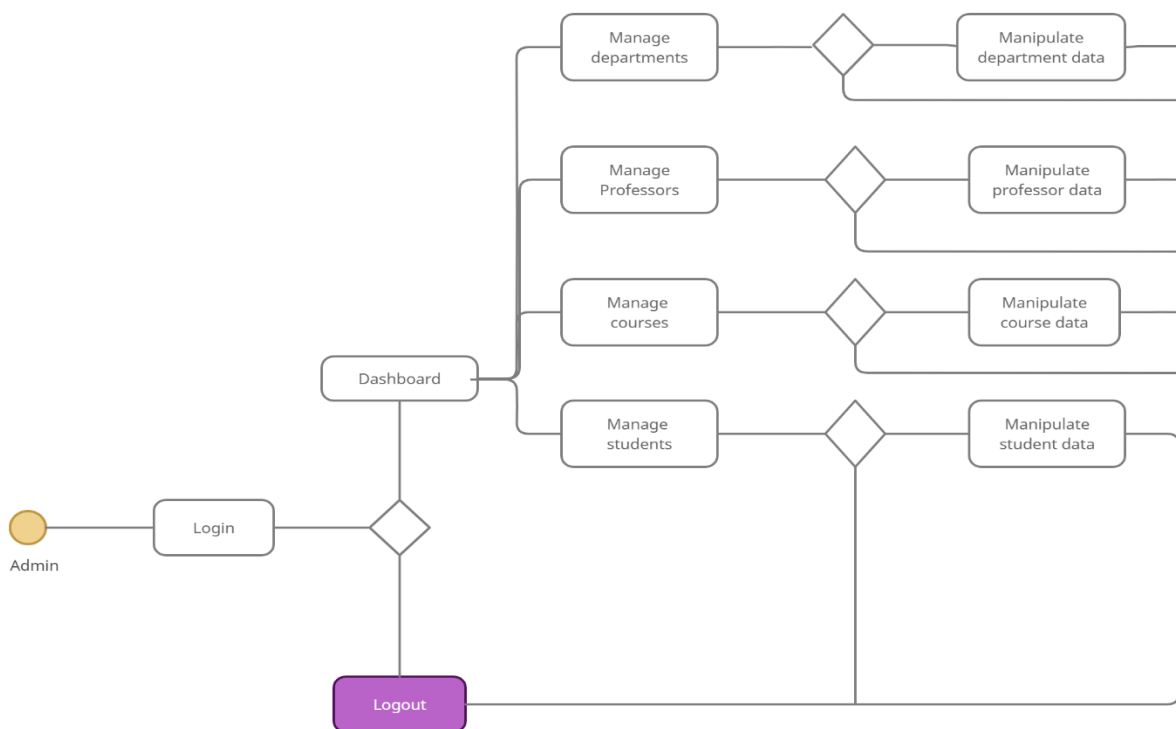 Manage
departments
Manipulate
department data
Manage
Professors
Manipulate
professor data
Manage
courses
Manipulate
course data
Dashboard
Manage
students
Manipulate
student data
Login
Admin
Logout